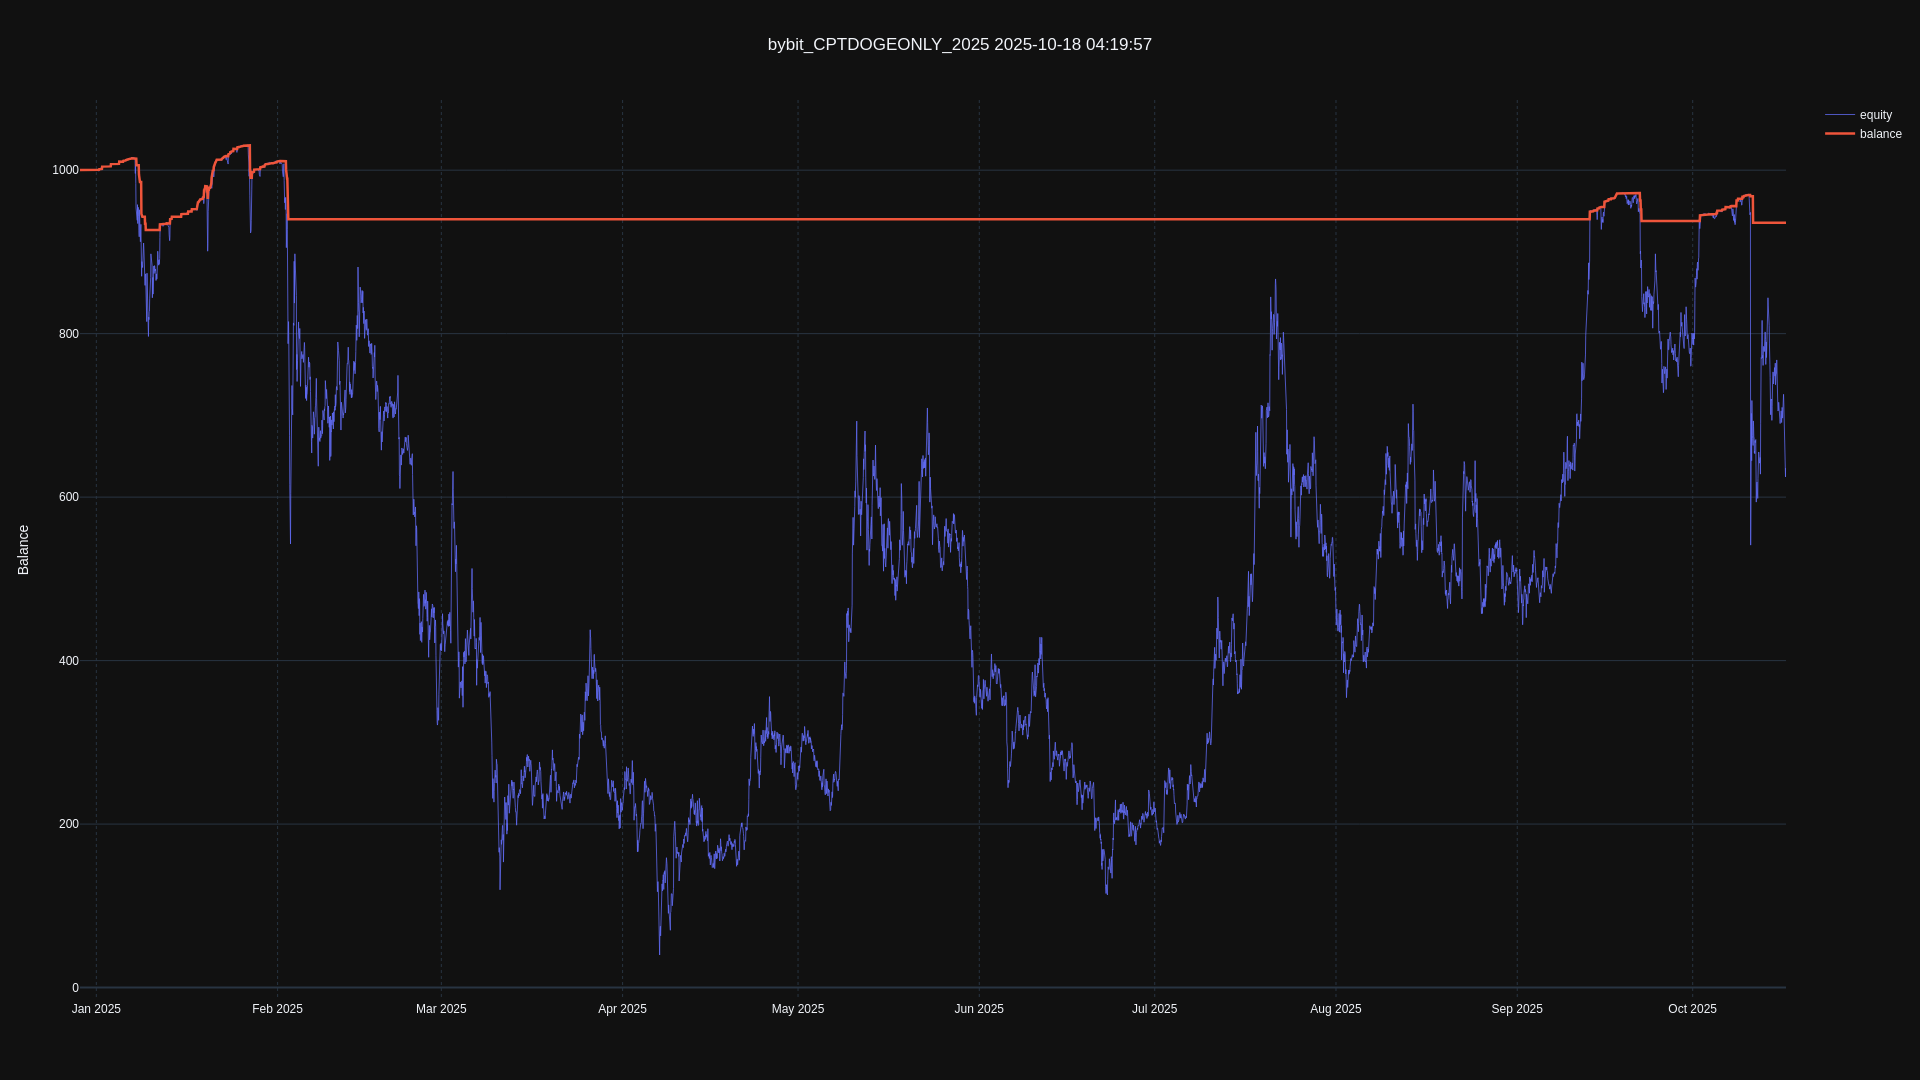 bybit_CPTDOGEONLY_2025 2025-10-18 04:19:57
equity
balance
Balance
1000
800
600
400
200
0
Jan 2025
Feb 2025
Mar 2025
Apr 2025
May 2025
Jun 2025
Jul 2025
Aug 2025
Sep 2025
Oct 2025